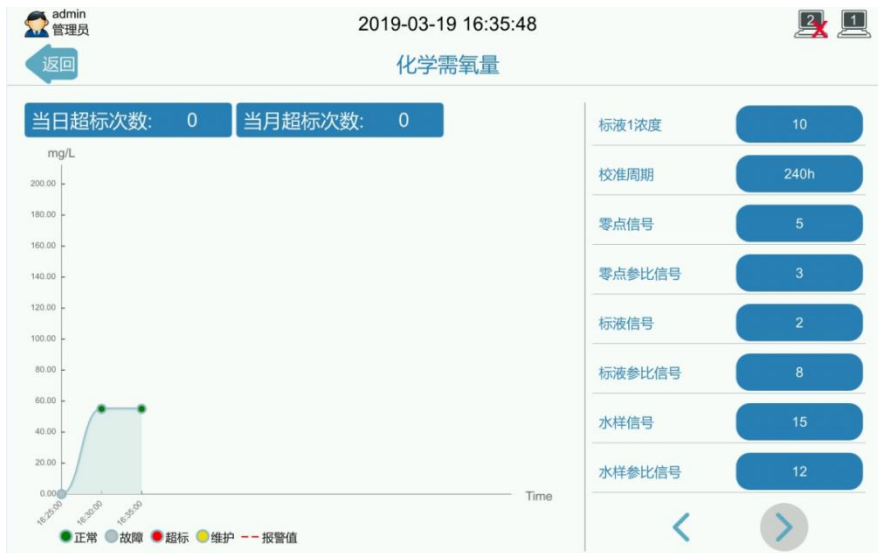 admin
管理员
2019-03-19 16:35:48
2
1
返回
化学需氧量
当日超标次数: 0
当月超标次数: 0
mg/L
200.00
180.00
160.00
140.00
120.00
100.00
80.00
60.00
40.00
20.00
0.00
16:25:00
16:30:00
16:35:00
Time
正常 故障 超标 维护 报警值
标液1浓度 10
校准周期 240h
零点信号 5
零点参比信号 3
标液信号 2
标液参比信号 8
水样信号 15
水样参比信号 12